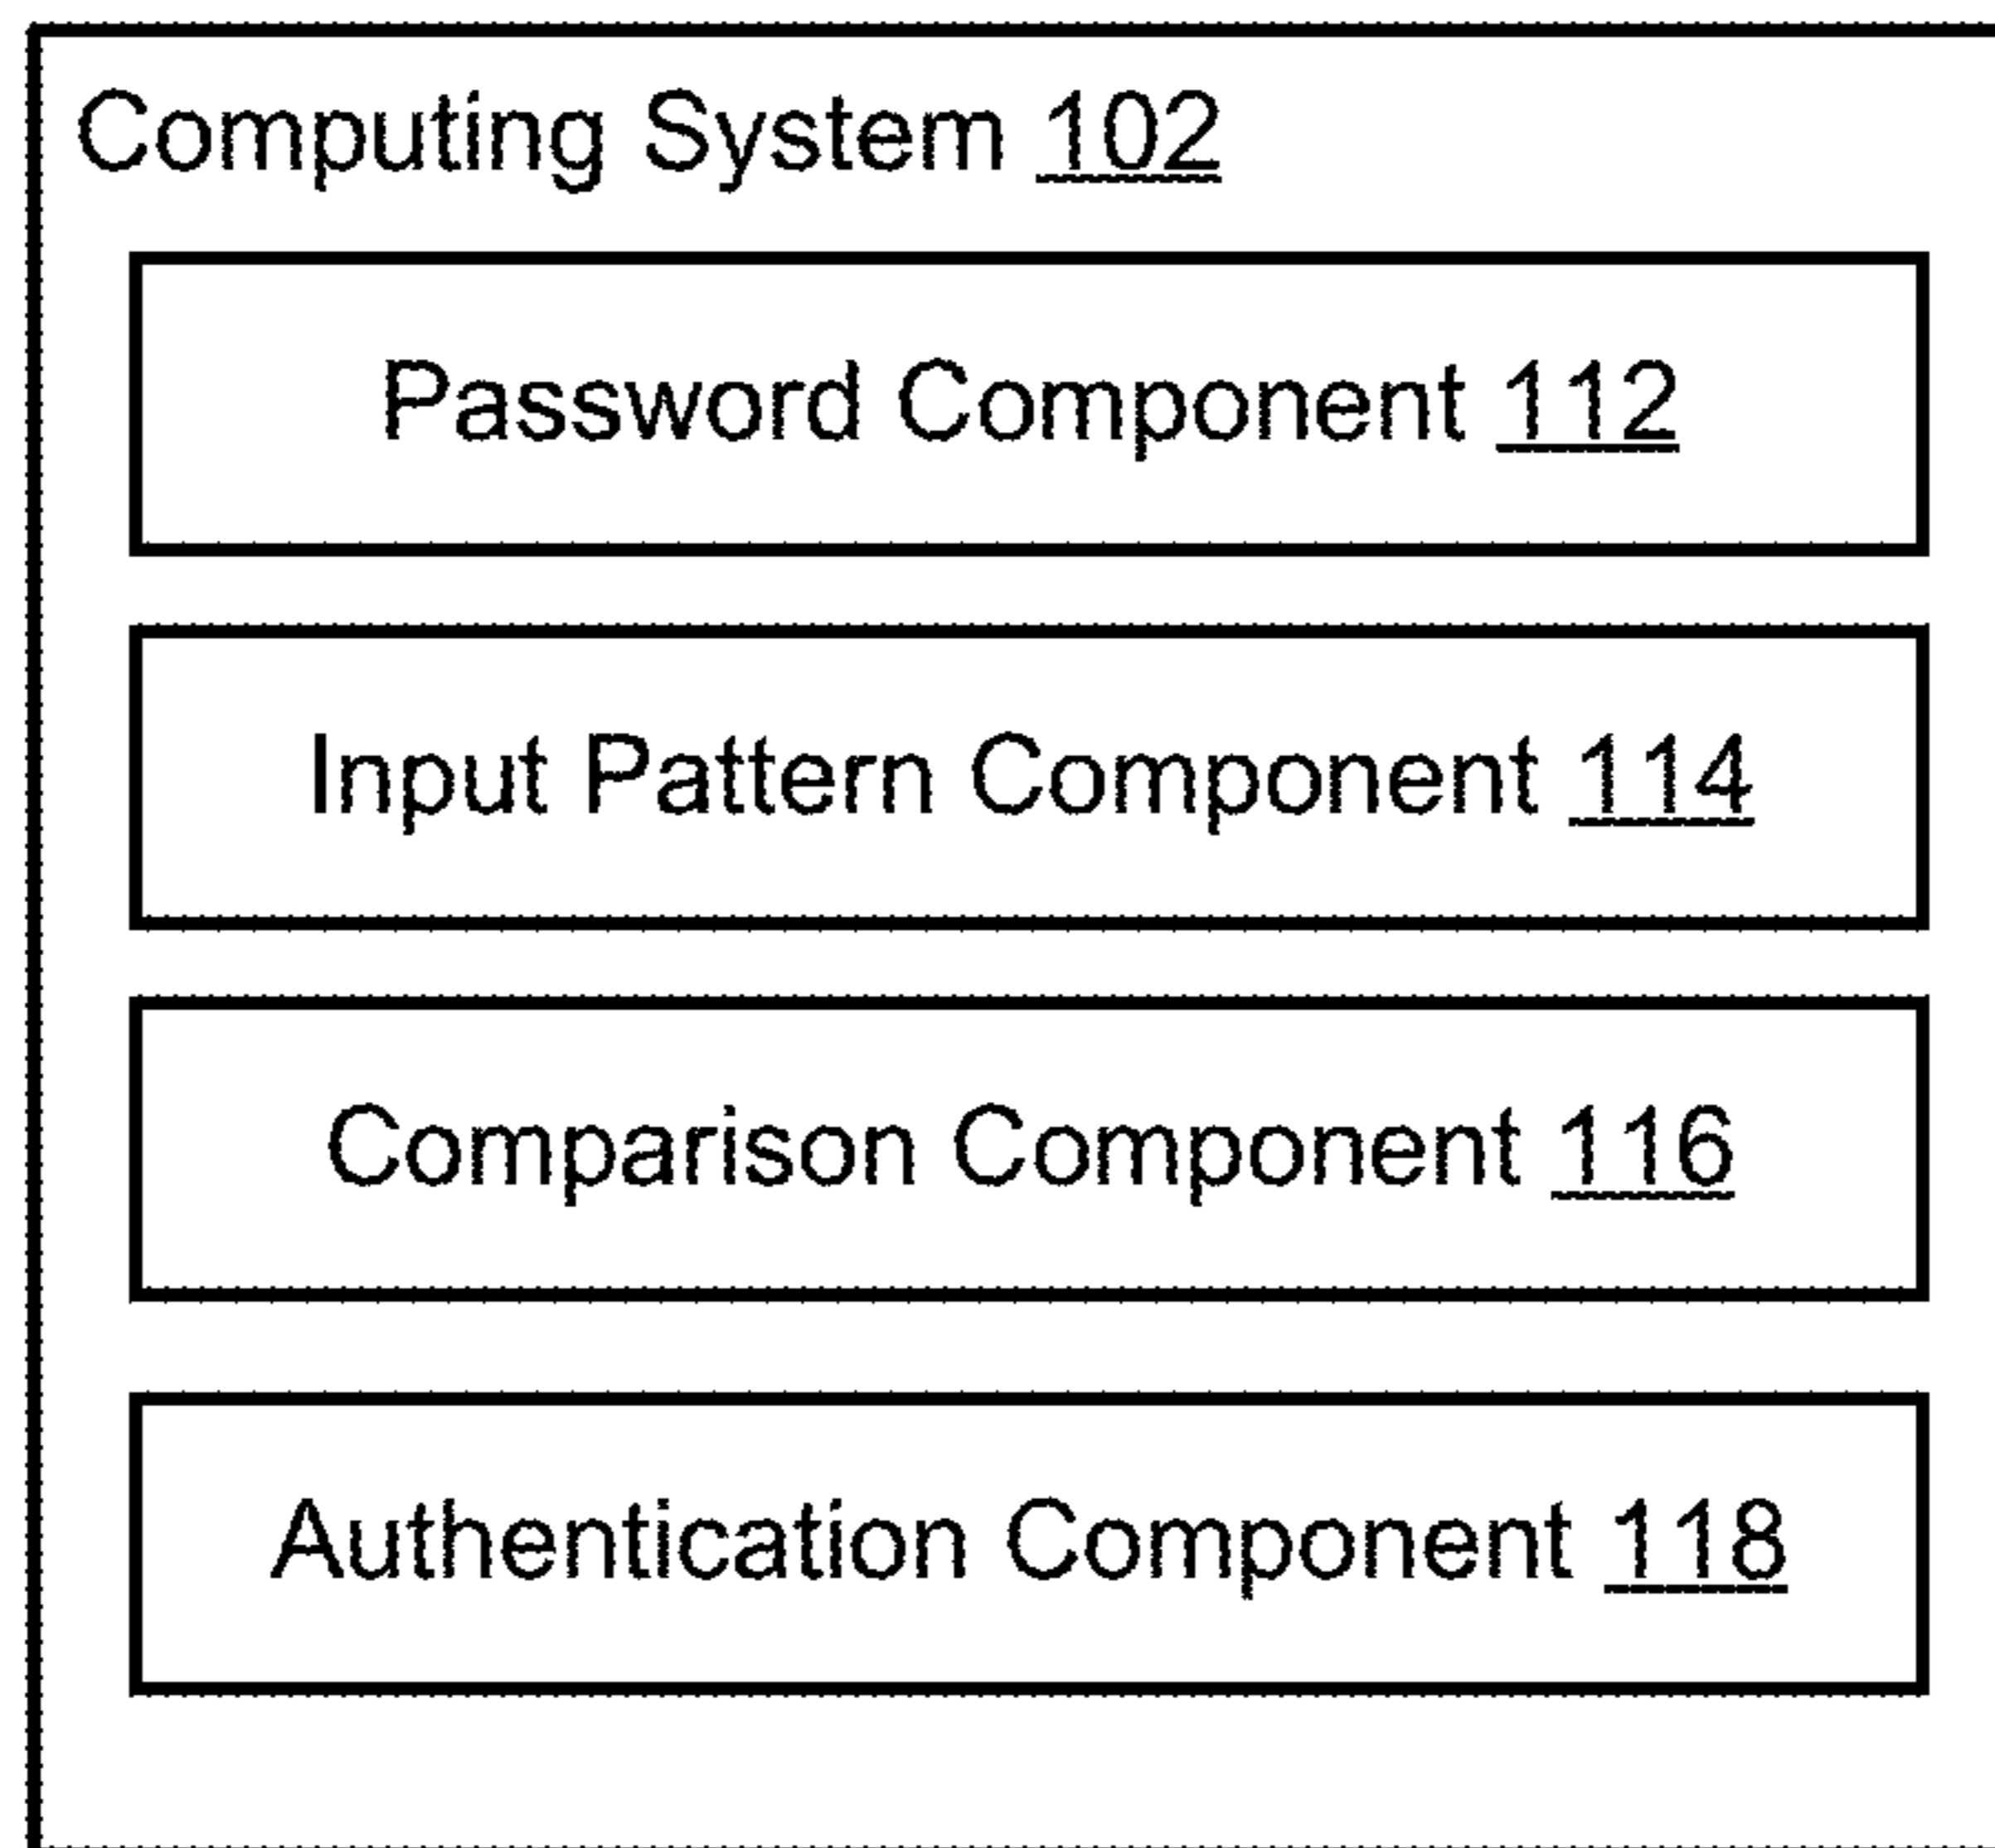 Computing System 102
Password Component 112
Input Pattern Component 114
Comparison Component 116
Authentication Component 118